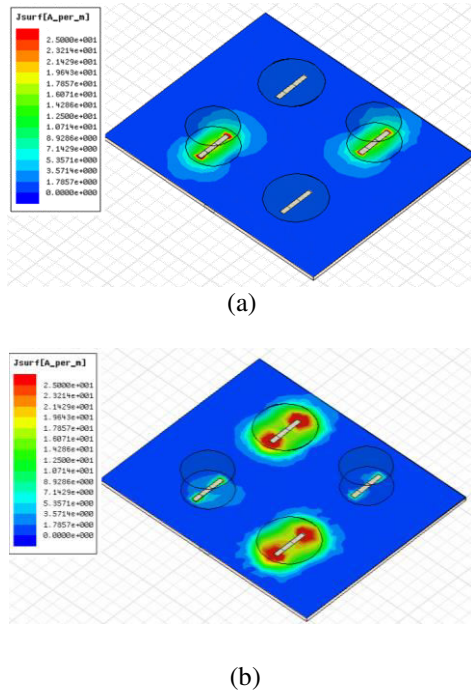 Jsurf[A_per_m]
2.5000e+001
2.3214e+001
2.1429e+001
1.9643e+001
1.7857e+001
1.6071e+001
1.4286e+001
1.2500e+001
1.0714e+001
8.9286e+000
7.1429e+000
5.3571e+000
3.5714e+000
1.7857e+000
0.0000e+000
(a)
Jsurf[A_per_m]
2.5000e+001
2.3214e+001
2.1429e+001
1.9643e+001
1.7857e+001
1.6071e+001
1.4286e+001
1.2500e+001
1.0714e+001
8.9286e+000
7.1429e+000
5.3571e+000
3.5714e+000
1.7857e+000
0.0000e+000
(b)